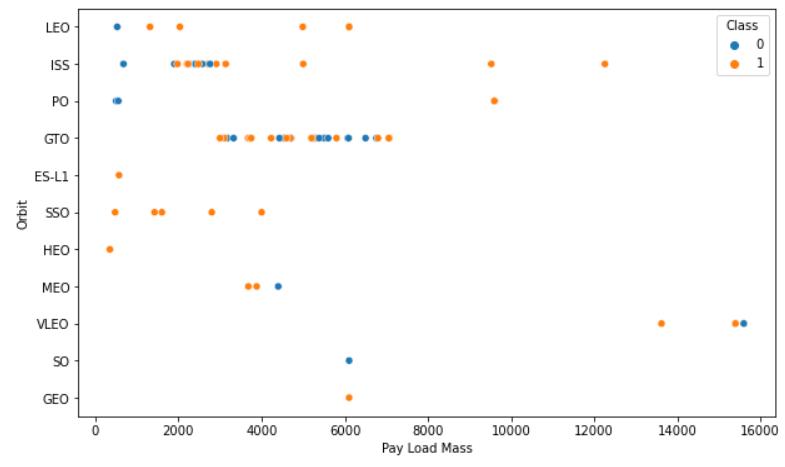 LEO
ISS
PO
GTO
ES-L1
SSO
HEO
MEO
VLEO
SO
GEO
Orbit
Class
0
1
0 2000 4000 6000 8000 10000 12000 14000 16000
Pay Load Mass